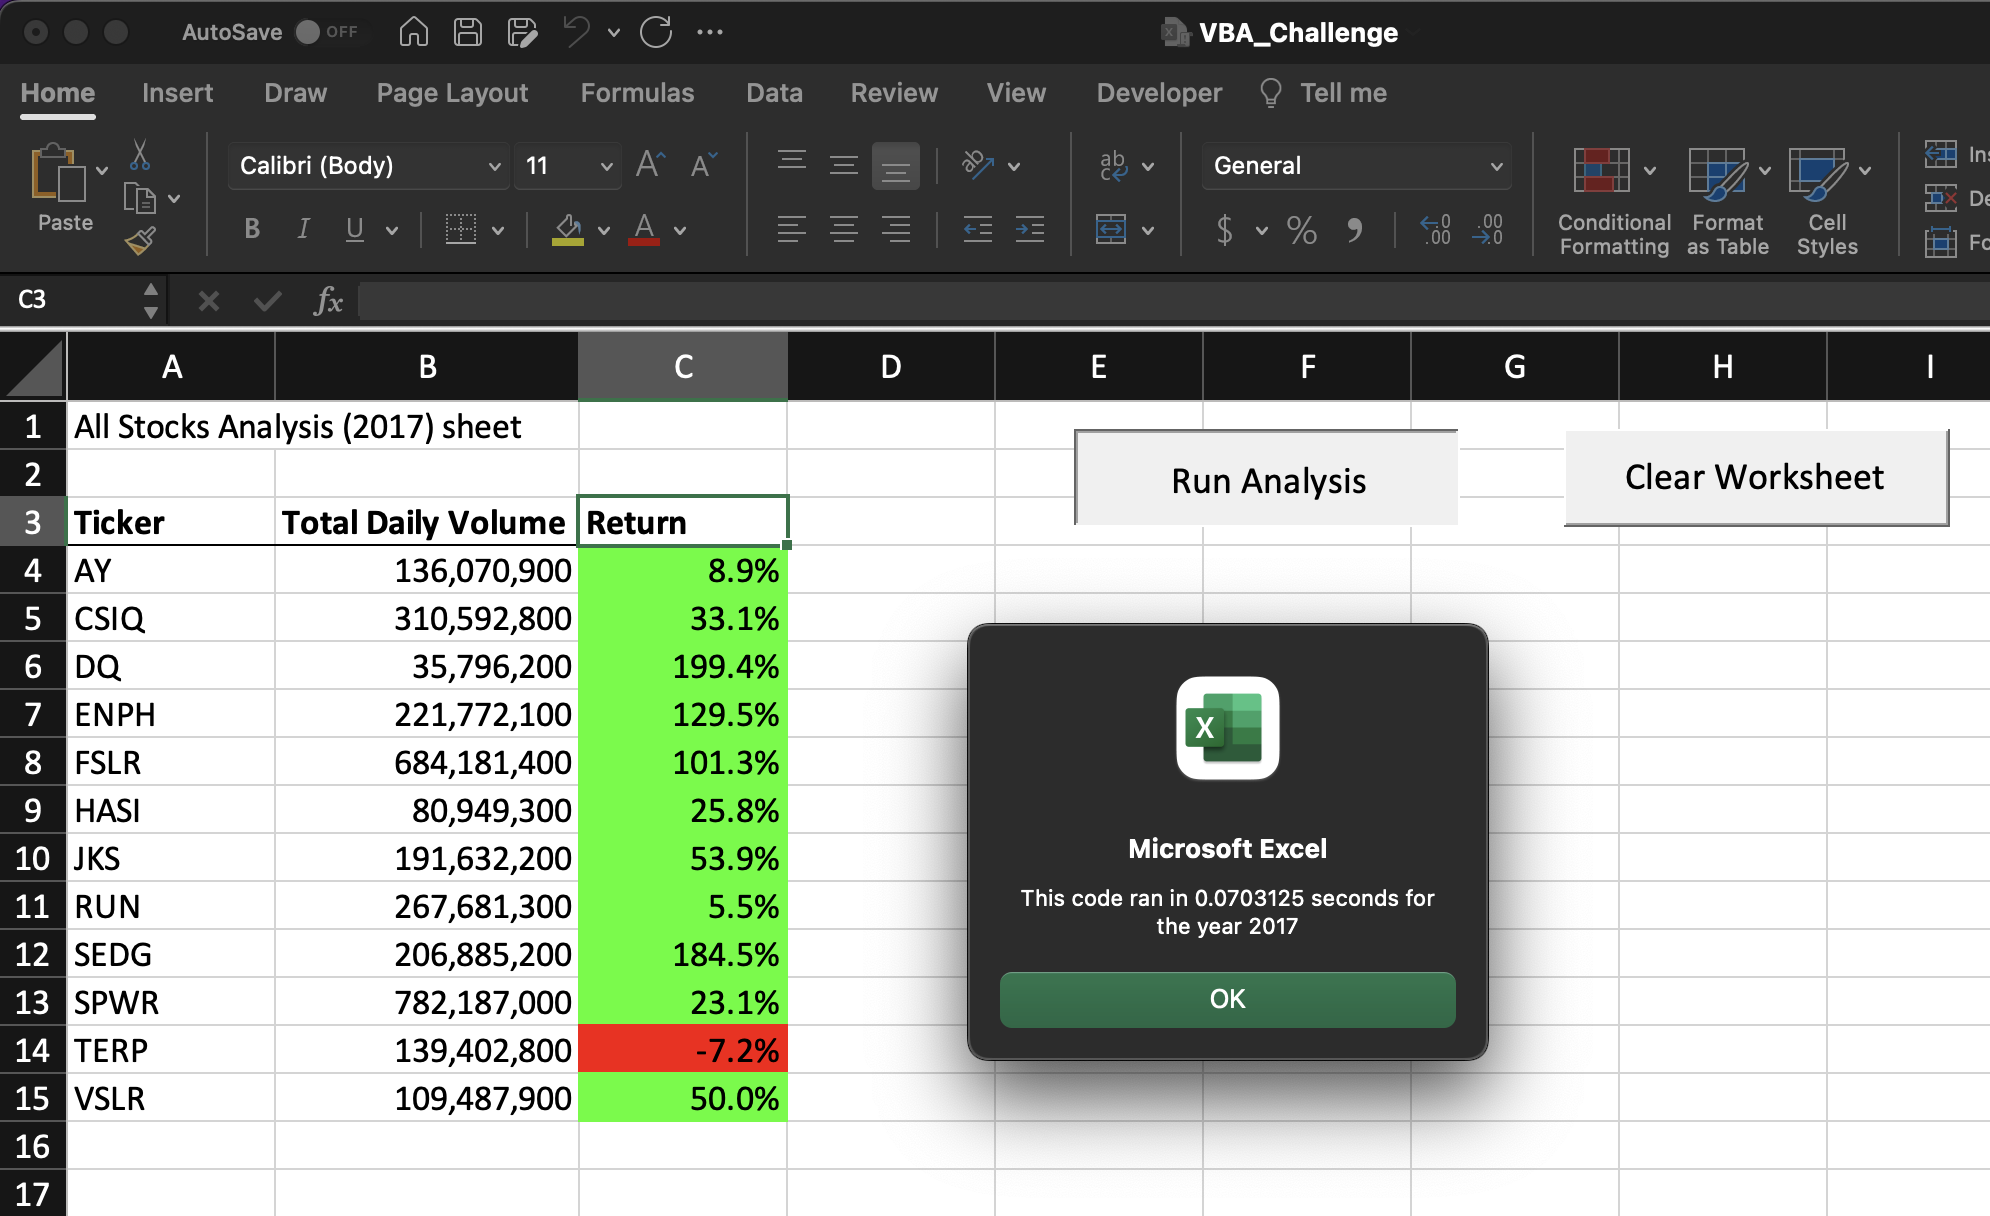 AutoSave OFF VBA_Challenge
Home Insert Draw Page Layout Formulas Data Review View Developer Tell me
Calibri (Body) 11 General
Paste
B I U A $ % Conditional Formatting
Format as Table
Cell Styles
C3 fx
A B C D E F G H I
1 All Stocks Analysis (2017) sheet
2
3 Ticker Total Daily Volume Return
4 AY 136,070,900 8.9%
5 CSIQ 310,592,800 33.1%
6 DQ 35,796,200 199.4%
7 ENPH 221,772,100 129.5%
8 FSLR 684,181,400 101.3%
9 HASI 80,949,300 25.8%
10 JKS 191,632,200 53.9%
11 RUN 267,681,300 5.5%
12 SEDG 206,885,200 184.5%
13 SPWR 782,187,000 23.1%
14 TERP 139,402,800 -7.2%
15 VSLR 109,487,900 50.0%
16
17
Run Analysis
Clear Worksheet
Microsoft Excel
This code ran in 0.0703125 seconds for
the year 2017
OK